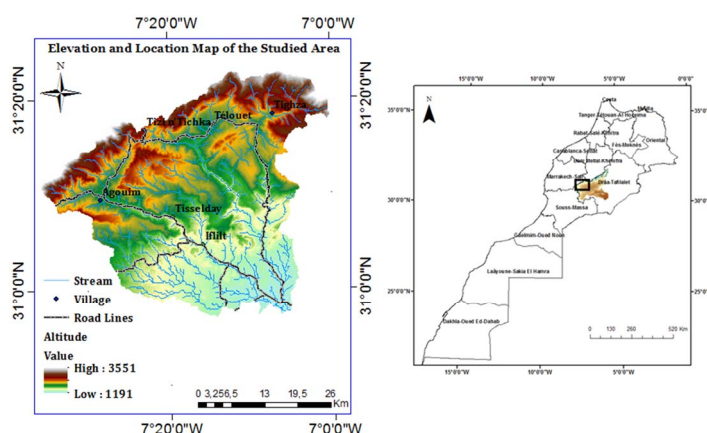 7°20'0"W 7°0'0"W
Elevation and Location Map of the Studied Area
N
31°20'0"N
31°20'0"N
Tighza
Telouet
Tizi n Tichka
Agouim
Tisselday
Iflilt
31°0'0"N
31°0'0"N
Stream
Village
Road Lines
Altitude
Value
High : 3551
Low : 1191
0 3,256,5 13 19,5 26
Km
7°20'0"W 7°0'0"W
15°0'0"W 10°0'0"W 5°0'0"W 0°0'0"
N
35°0'0"N
35°0'0"N
30°0'0"N
30°0'0"N
25°0'0"N
25°0'0"N
Ceuta
Melilla
Tanger-Tétouan-Al Hoceima
Oriental
Rabat-Salé-Kénitra
Fès-Meknès
Casablanca-Settat
Béni Mellal-Khénifra
Marrakech-Safi
Drâa-Tafilalet
Souss-Massa
Guelmim-Oued Noun
Laâyoune-Sakia El Hamra
Dakhla-Oued Ed-Dahab
0 130 260 520 Km
15°0'0"W 10°0'0"W 5°0'0"W